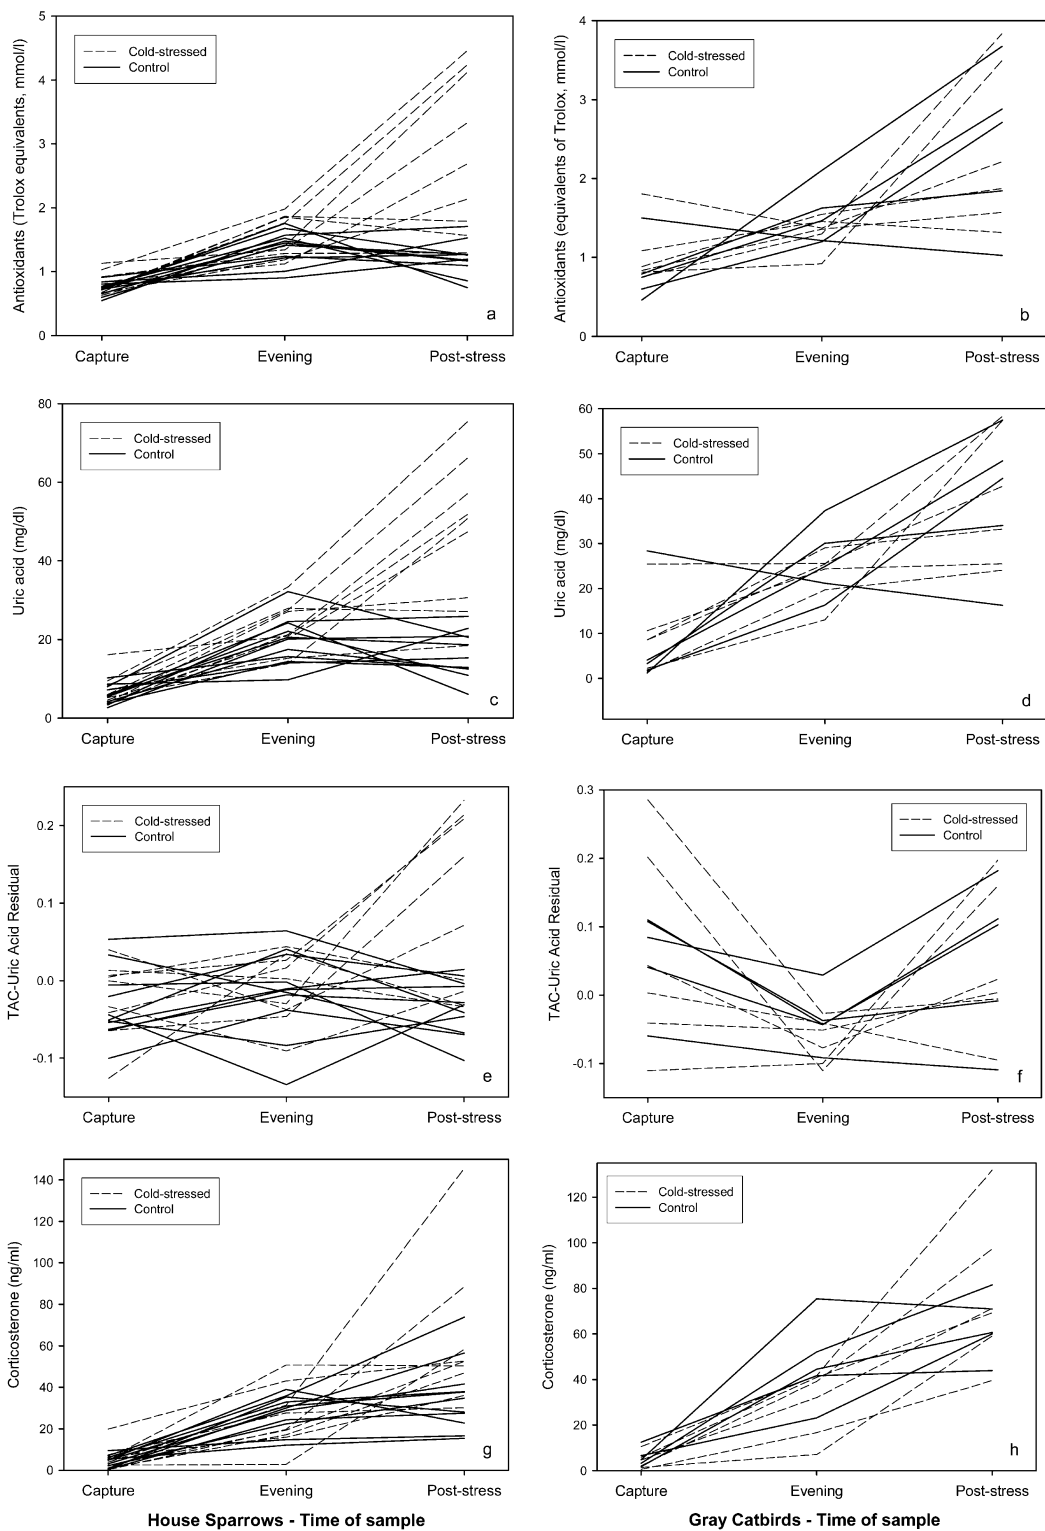 Antioxidants (Trolox equivalents, mmol/l)
5
4
3
2
1
0
Cold-stressed
Control
a
Capture
Evening
Post-stress
Antioxidants (equivalents of Trolox, mmol/l)
4
3
2
1
0
Cold-stressed
Control
b
Capture
Evening
Post-stress
Uric acid (mg/dl)
80
60
40
20
0
Cold-stressed
Control
c
Capture
Evening
Post-stress
Uric acid (mg/dl)
60
50
40
30
20
10
0
Cold-stressed
Control
d
Capture
Evening
Post-stress
TAC-Uric Acid Residual
0.2
0.1
0.0
-0.1
Cold-stressed
Control
e
Capture
Evening
Post-stress
TAC-Uric Acid Residual
0.3
0.2
0.1
0.0
-0.1
Cold-stressed
Control
f
Capture
Evening
Post-stress
Corticosterone (ng/ml)
140
120
100
80
60
40
20
0
Cold-stressed
Control
g
Capture
Evening
Post-stress
House Sparrows - Time of sample
Corticosterone (ng/ml)
120
100
80
60
40
20
0
Cold-stressed
Control
h
Capture
Evening
Post-stress
Gray Catbirds - Time of sample